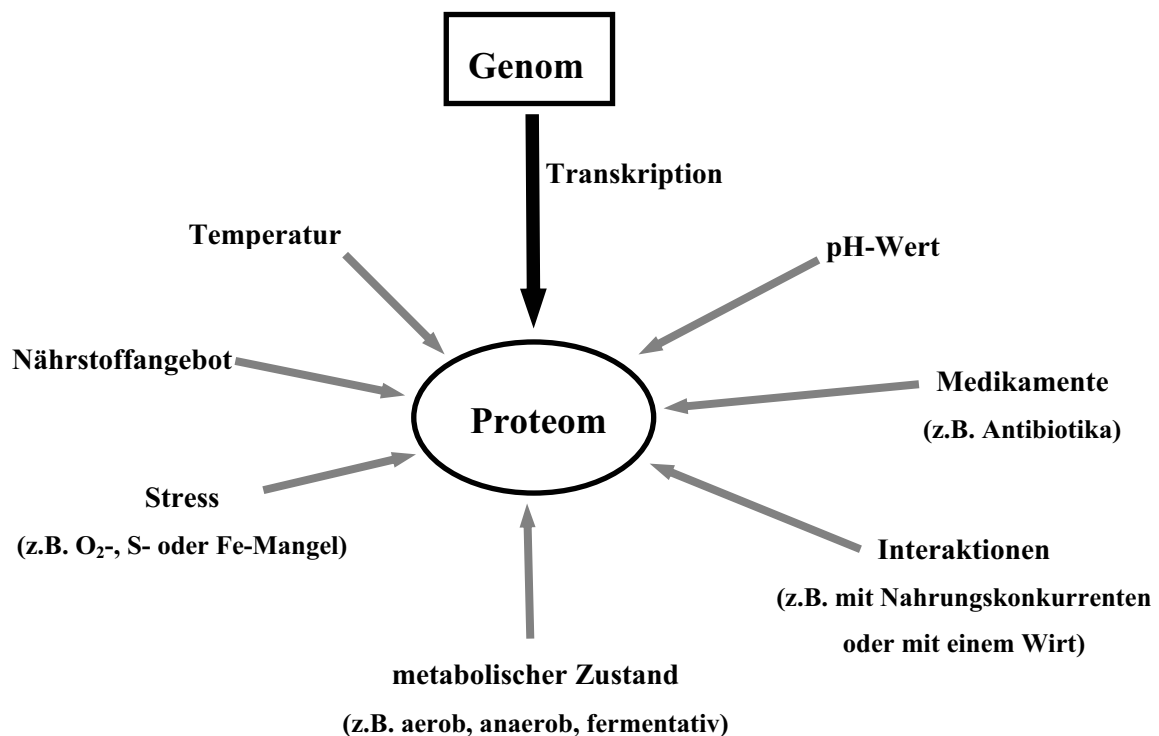 Genom
Transkription
Temperatur
pH-Wert
Nährstoffangebot
Medikamente
(z.B. Antibiotika)
Proteom
Stress
(z.B. O₂-, S- oder Fe-Mangel)
Interaktionen
(z.B. mit Nahrungskonkurrenten
oder mit einem Wirt)
metabolischer Zustand
(z.B. aerob, anaerob, fermentativ)